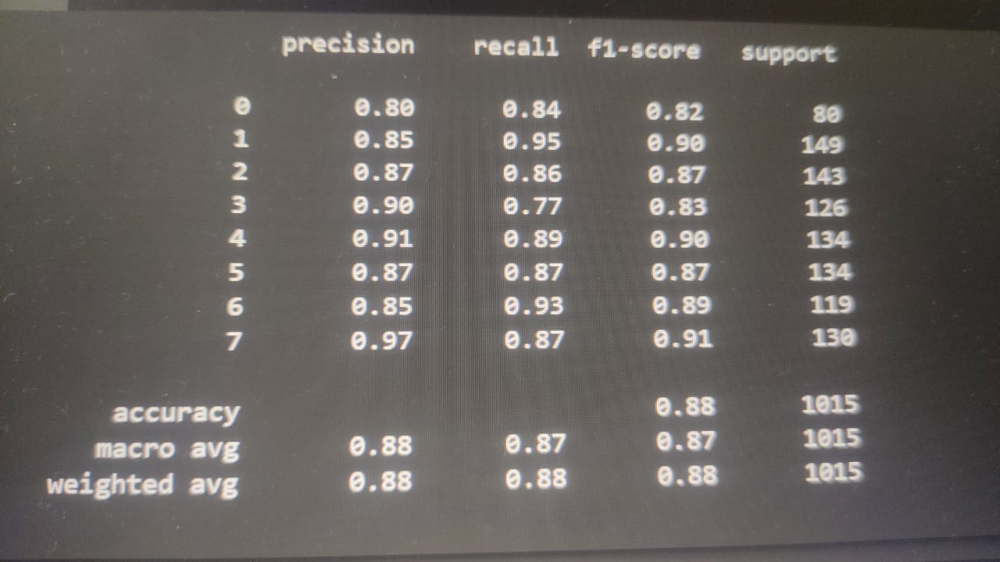 precision recall f1-score support
0 0.80 0.84 0.82 80
1 0.85 0.95 0.90 149
2 0.87 0.86 0.87 143
3 0.90 0.77 0.83 126
4 0.91 0.89 0.90 134
5 0.87 0.87 0.87 134
6 0.85 0.93 0.89 119
7 0.97 0.87 0.91 130
accuracy 0.88 1015
macro avg 0.88 0.87 0.87 1015
weighted avg 0.88 0.88 0.88 1015